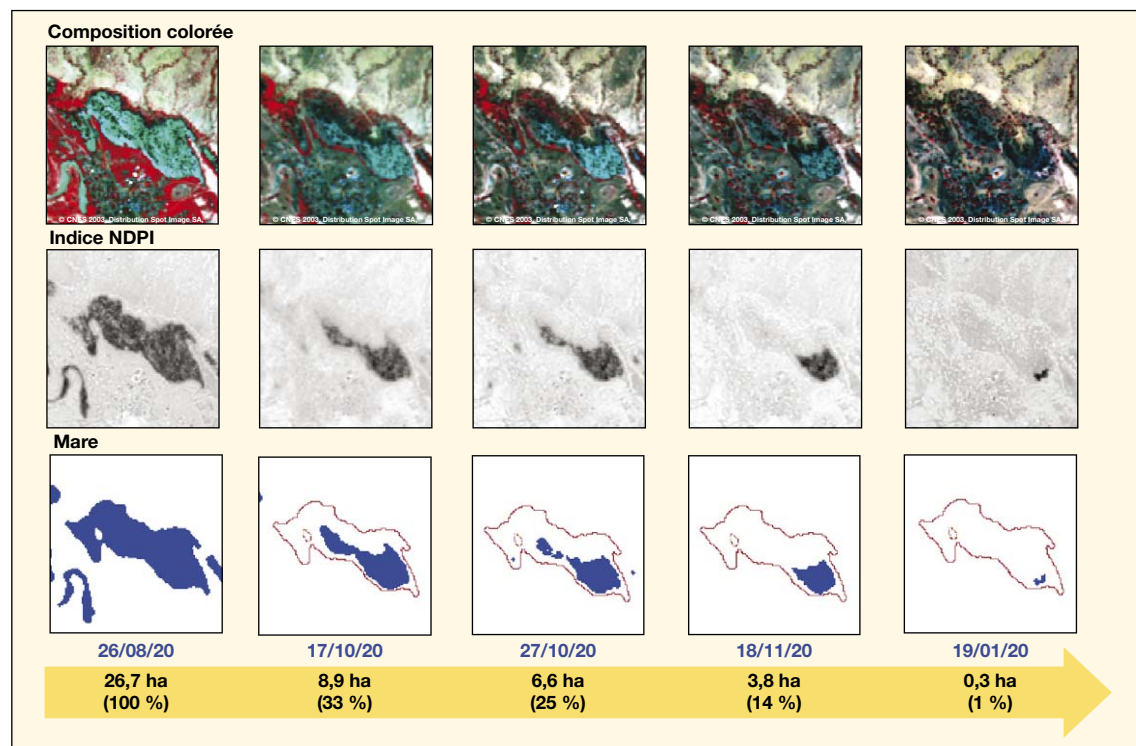 Composition colorée
© CNES 2003, Distribution Spot Image SA,
© CNES 2003, Distribution Spot Image SA,
© CNES 2003, Distribution Spot Image SA,
© CNES 2003, Distribution Spot Image SA,
© CNES 2003, Distribution Spot Image SA,
Indice NDPI
Mare
26/08/20 17/10/20 27/10/20 18/11/20 19/01/20
26,7 ha 8,9 ha 6,6 ha 3,8 ha 0,3 ha
(100 %) (33 %) (25 %) (14 %) (1 %)